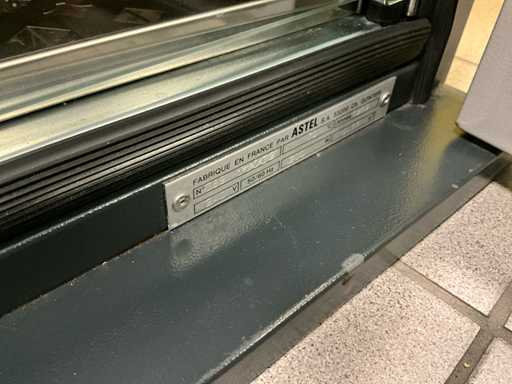 FABRIQUE EN FRANCE PAR ASTEL S.A.
N°
V 50/60 Hz